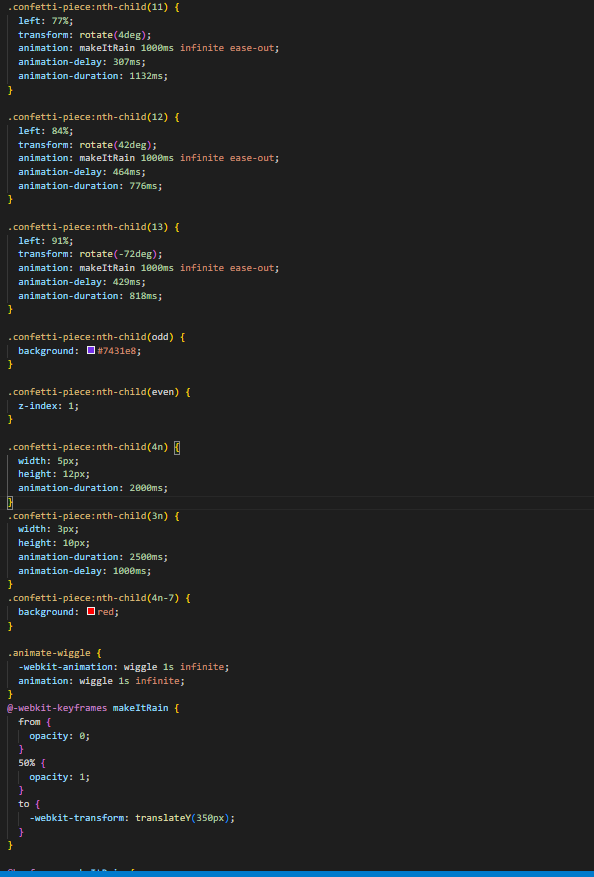 .confetti-piece:nth-child(11) {
left: 77%;
transform: rotate(4deg);
animation: makeItRain 1000ms infinite ease-out;
animation-delay: 307ms;
animation-duration: 1132ms;
}
.confetti-piece:nth-child(12) {
left: 84%;
transform: rotate(42deg);
animation: makeItRain 1000ms infinite ease-out;
animation-delay: 464ms;
animation-duration: 776ms;
}
.confetti-piece:nth-child(13) {
left: 91%;
transform: rotate(-72deg);
animation: makeItRain 1000ms infinite ease-out;
animation-delay: 429ms;
animation-duration: 818ms;
}
.confetti-piece:nth-child(odd) {
background: #7431e8;
}
.confetti-piece:nth-child(even) {
z-index: 1;
}
.confetti-piece:nth-child(4n) {
width: 5px;
height: 12px;
animation-duration: 2000ms;
}
.confetti-piece:nth-child(3n) {
width: 3px;
height: 10px;
animation-duration: 2500ms;
animation-delay: 1000ms;
}
.confetti-piece:nth-child(4n-7) {
background: red;
}
.animate-wiggle {
-webkit-animation: wiggle 1s infinite;
animation: wiggle 1s infinite;
}
@-webkit-keyframes makeItRain {
from {
opacity: 0;
}
50% {
opacity: 1;
}
to {
-webkit-transform: translateY(350px);
}
}